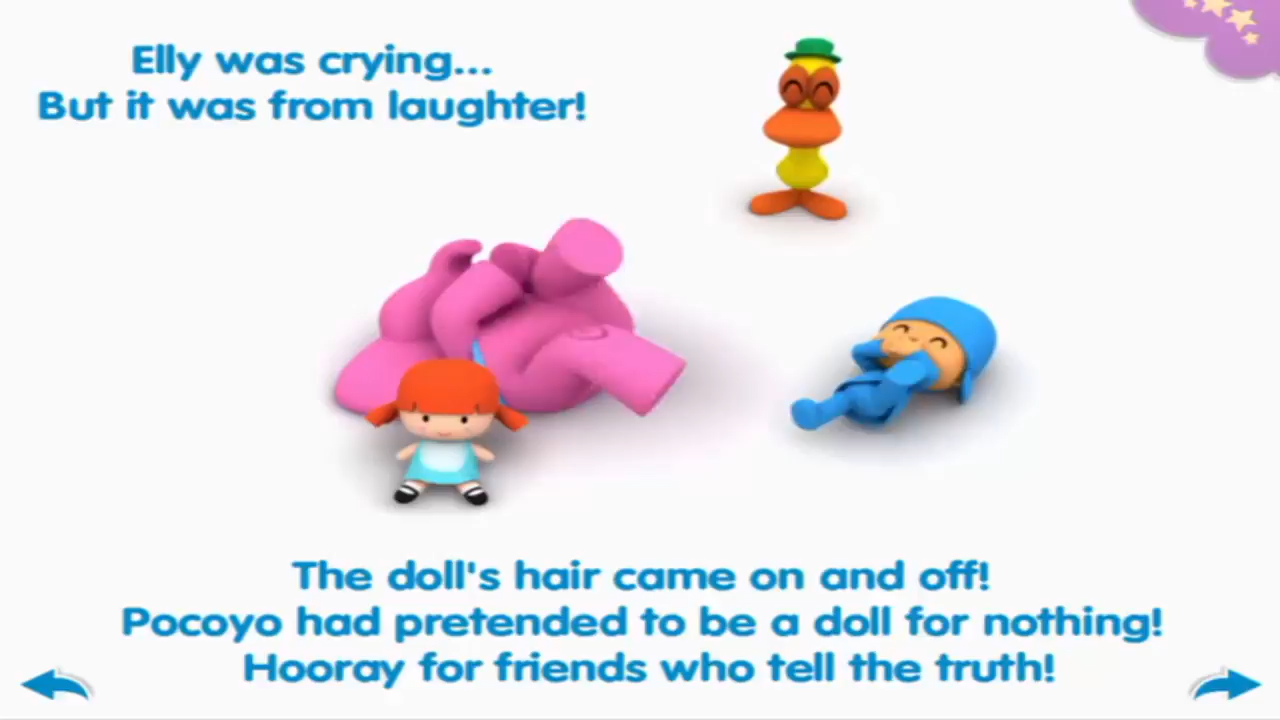 Elly was crying...
But it was from laughter!
The doll's hair came on and off!
Pocoyo had pretended to be a doll for nothing!
Hooray for friends who tell the truth!